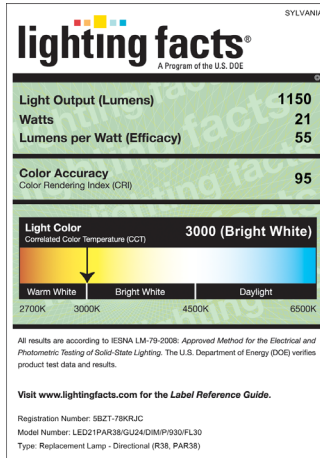 SYLVANIA
lighting facts®
A Program of the U.S. DOE
©
Light Output (Lumens) 1150
Watts 21
Lumens per Watt (Efficacy) 55
Color Accuracy
Color Rendering Index (CRI) 95
Light Color
Correlated Color Temperature (CCT) 3000 (Bright White)
Warm White Bright White Daylight
2700K 3000K 4500K 6500K
All results are according to IESNA LM-79-2008: Approved Method for the Electrical and
Photometric Testing of Solid-State Lighting. The U.S. Department of Energy (DOE) verifies
product test data and results.
Visit www.lightingfacts.com for the Label Reference Guide.
Registration Number: 5BZT-78KRJC
Model Number: LED21PAR38/GU24/DIM/P/930/FL30
Type: Replacement Lamp - Directional (R38, PAR38)